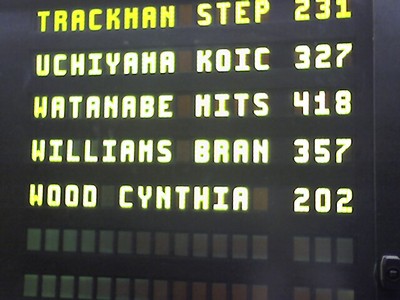 TRACKMAN STEP 231
UCHIYAMA KOIC 327
WATANABE MITS 418
WILLIAMS BRAN 357
WOOD CYNTHIA 202